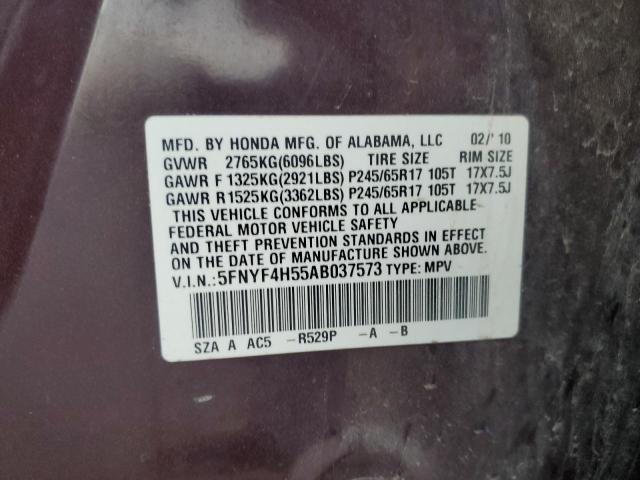 MFD. BY HONDA MFG. OF ALABAMA, LLC 02/'10
GVWR 2765KG(6096LBS) TIRE SIZE RIM SIZE
GAWR F 1325KG(2921LBS) P245/65R17 105T 17X7.5J
GAWR R 1525KG(3362LBS) P245/65R17 105T 17X7.5J
THIS VEHICLE CONFORMS TO ALL APPLICABLE
FEDERAL MOTOR VEHICLE SAFETY
AND THEFT PREVENTION STANDARDS IN EFFECT
ON THE DATE OF MANUFACTURE SHOWN ABOVE.
V.I.N.:5FNYF4H55AB037573 TYPE: MPV
SZA A AC5 -R529P -A -B